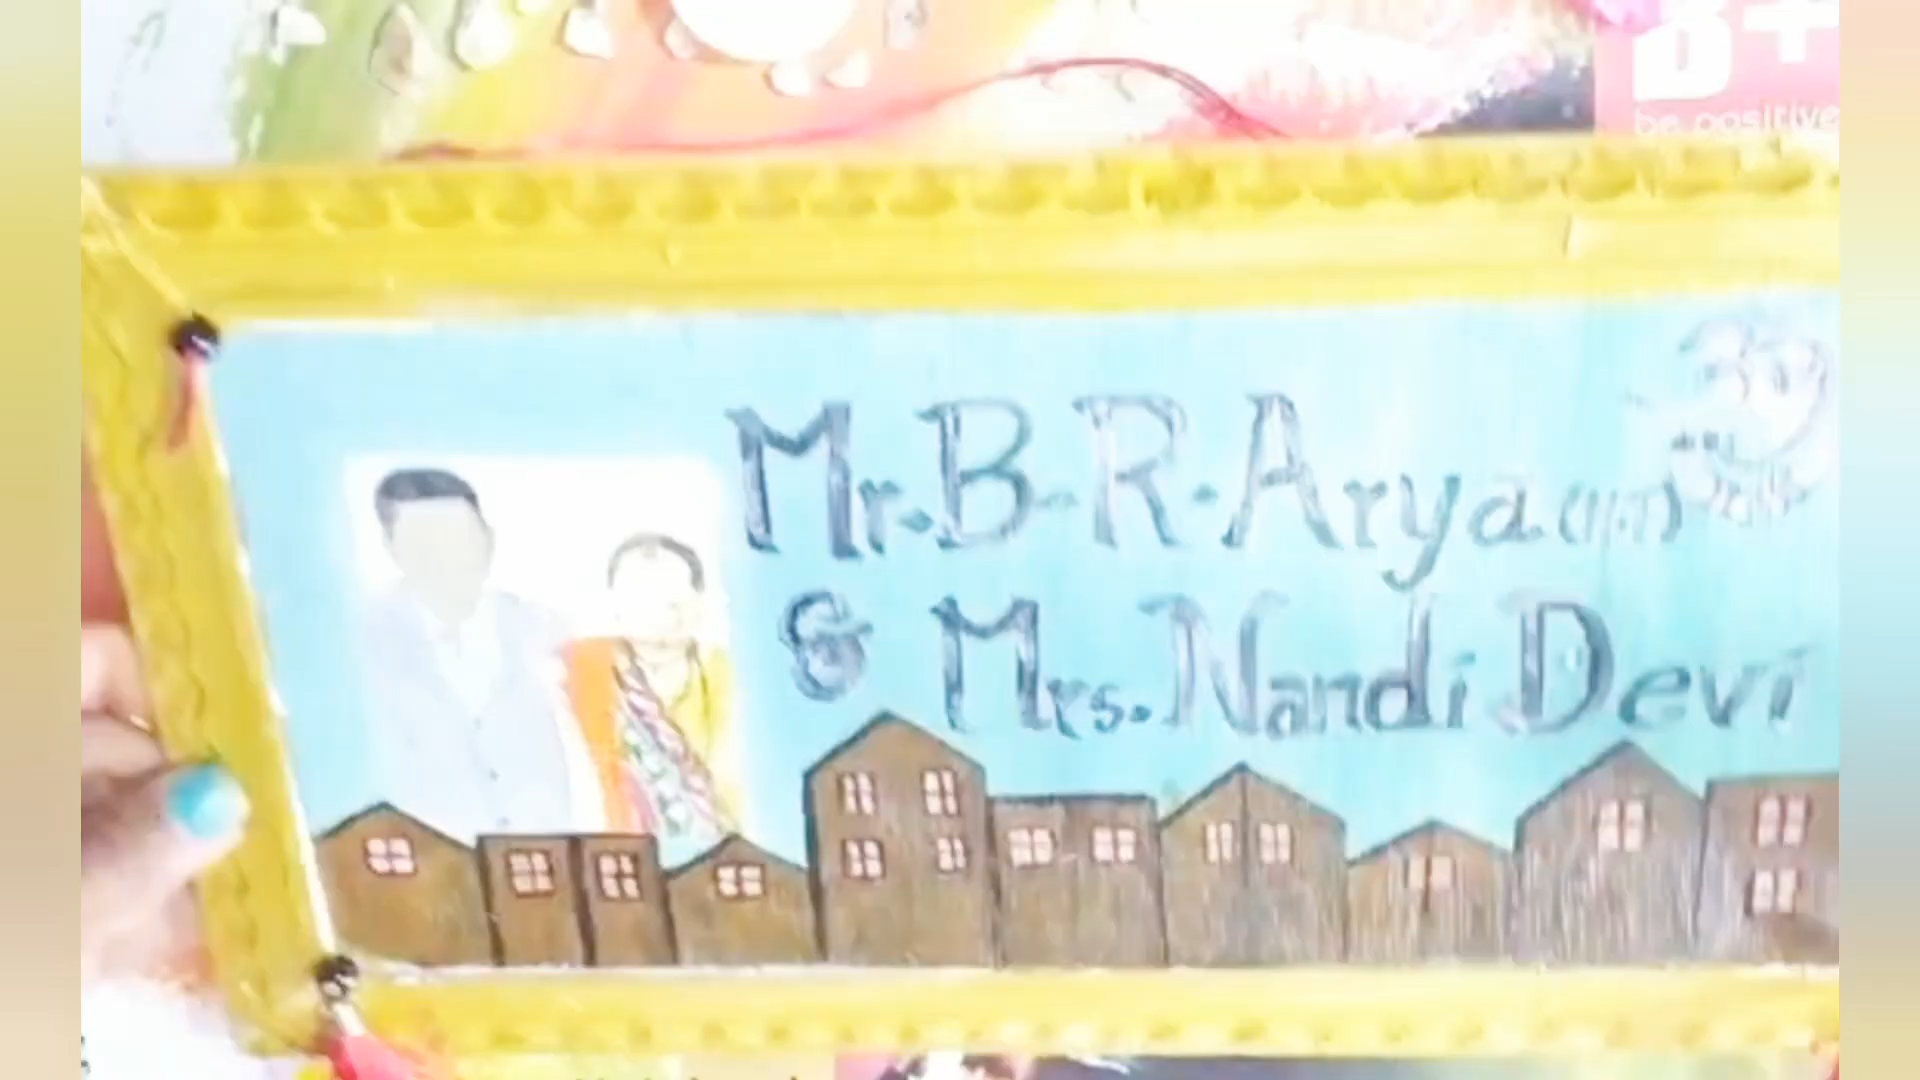 B+
be positive
Mr. B. R. Arya
& Mrs. Nandi Devi